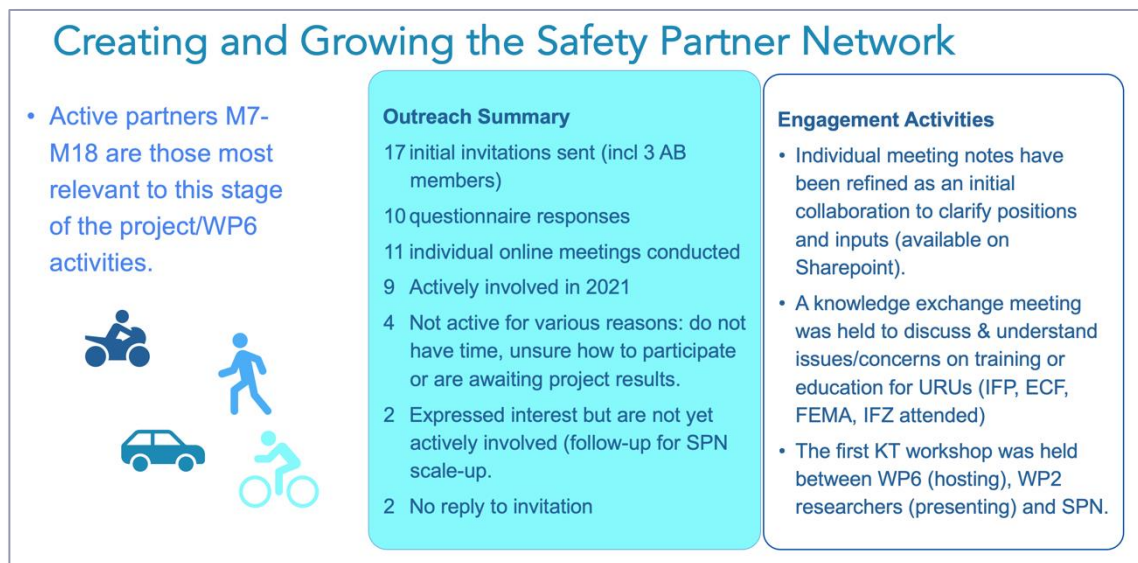 Creating and Growing the Safety Partner Network
• Active partners M7-
M18 are those most
relevant to this stage
of the project/WP6
activities.
Outreach Summary
17 initial invitations sent (incl 3 AB
members)
10 questionnaire responses
11 individual online meetings conducted
9 Actively involved in 2021
4 Not active for various reasons: do not
have time, unsure how to participate
or are awaiting project results.
2 Expressed interest but are not yet
actively involved (follow-up for SPN
scale-up.
2 No reply to invitation
Engagement Activities
• Individual meeting notes have
been refined as an initial
collaboration to clarify positions
and inputs (available on
Sharepoint).
• A knowledge exchange meeting
was held to discuss & understand
issues/concerns on training or
education for URUs (IFP, ECF,
FEMA, IFZ attended)
• The first KT workshop was held
between WP6 (hosting), WP2
researchers (presenting) and SPN.